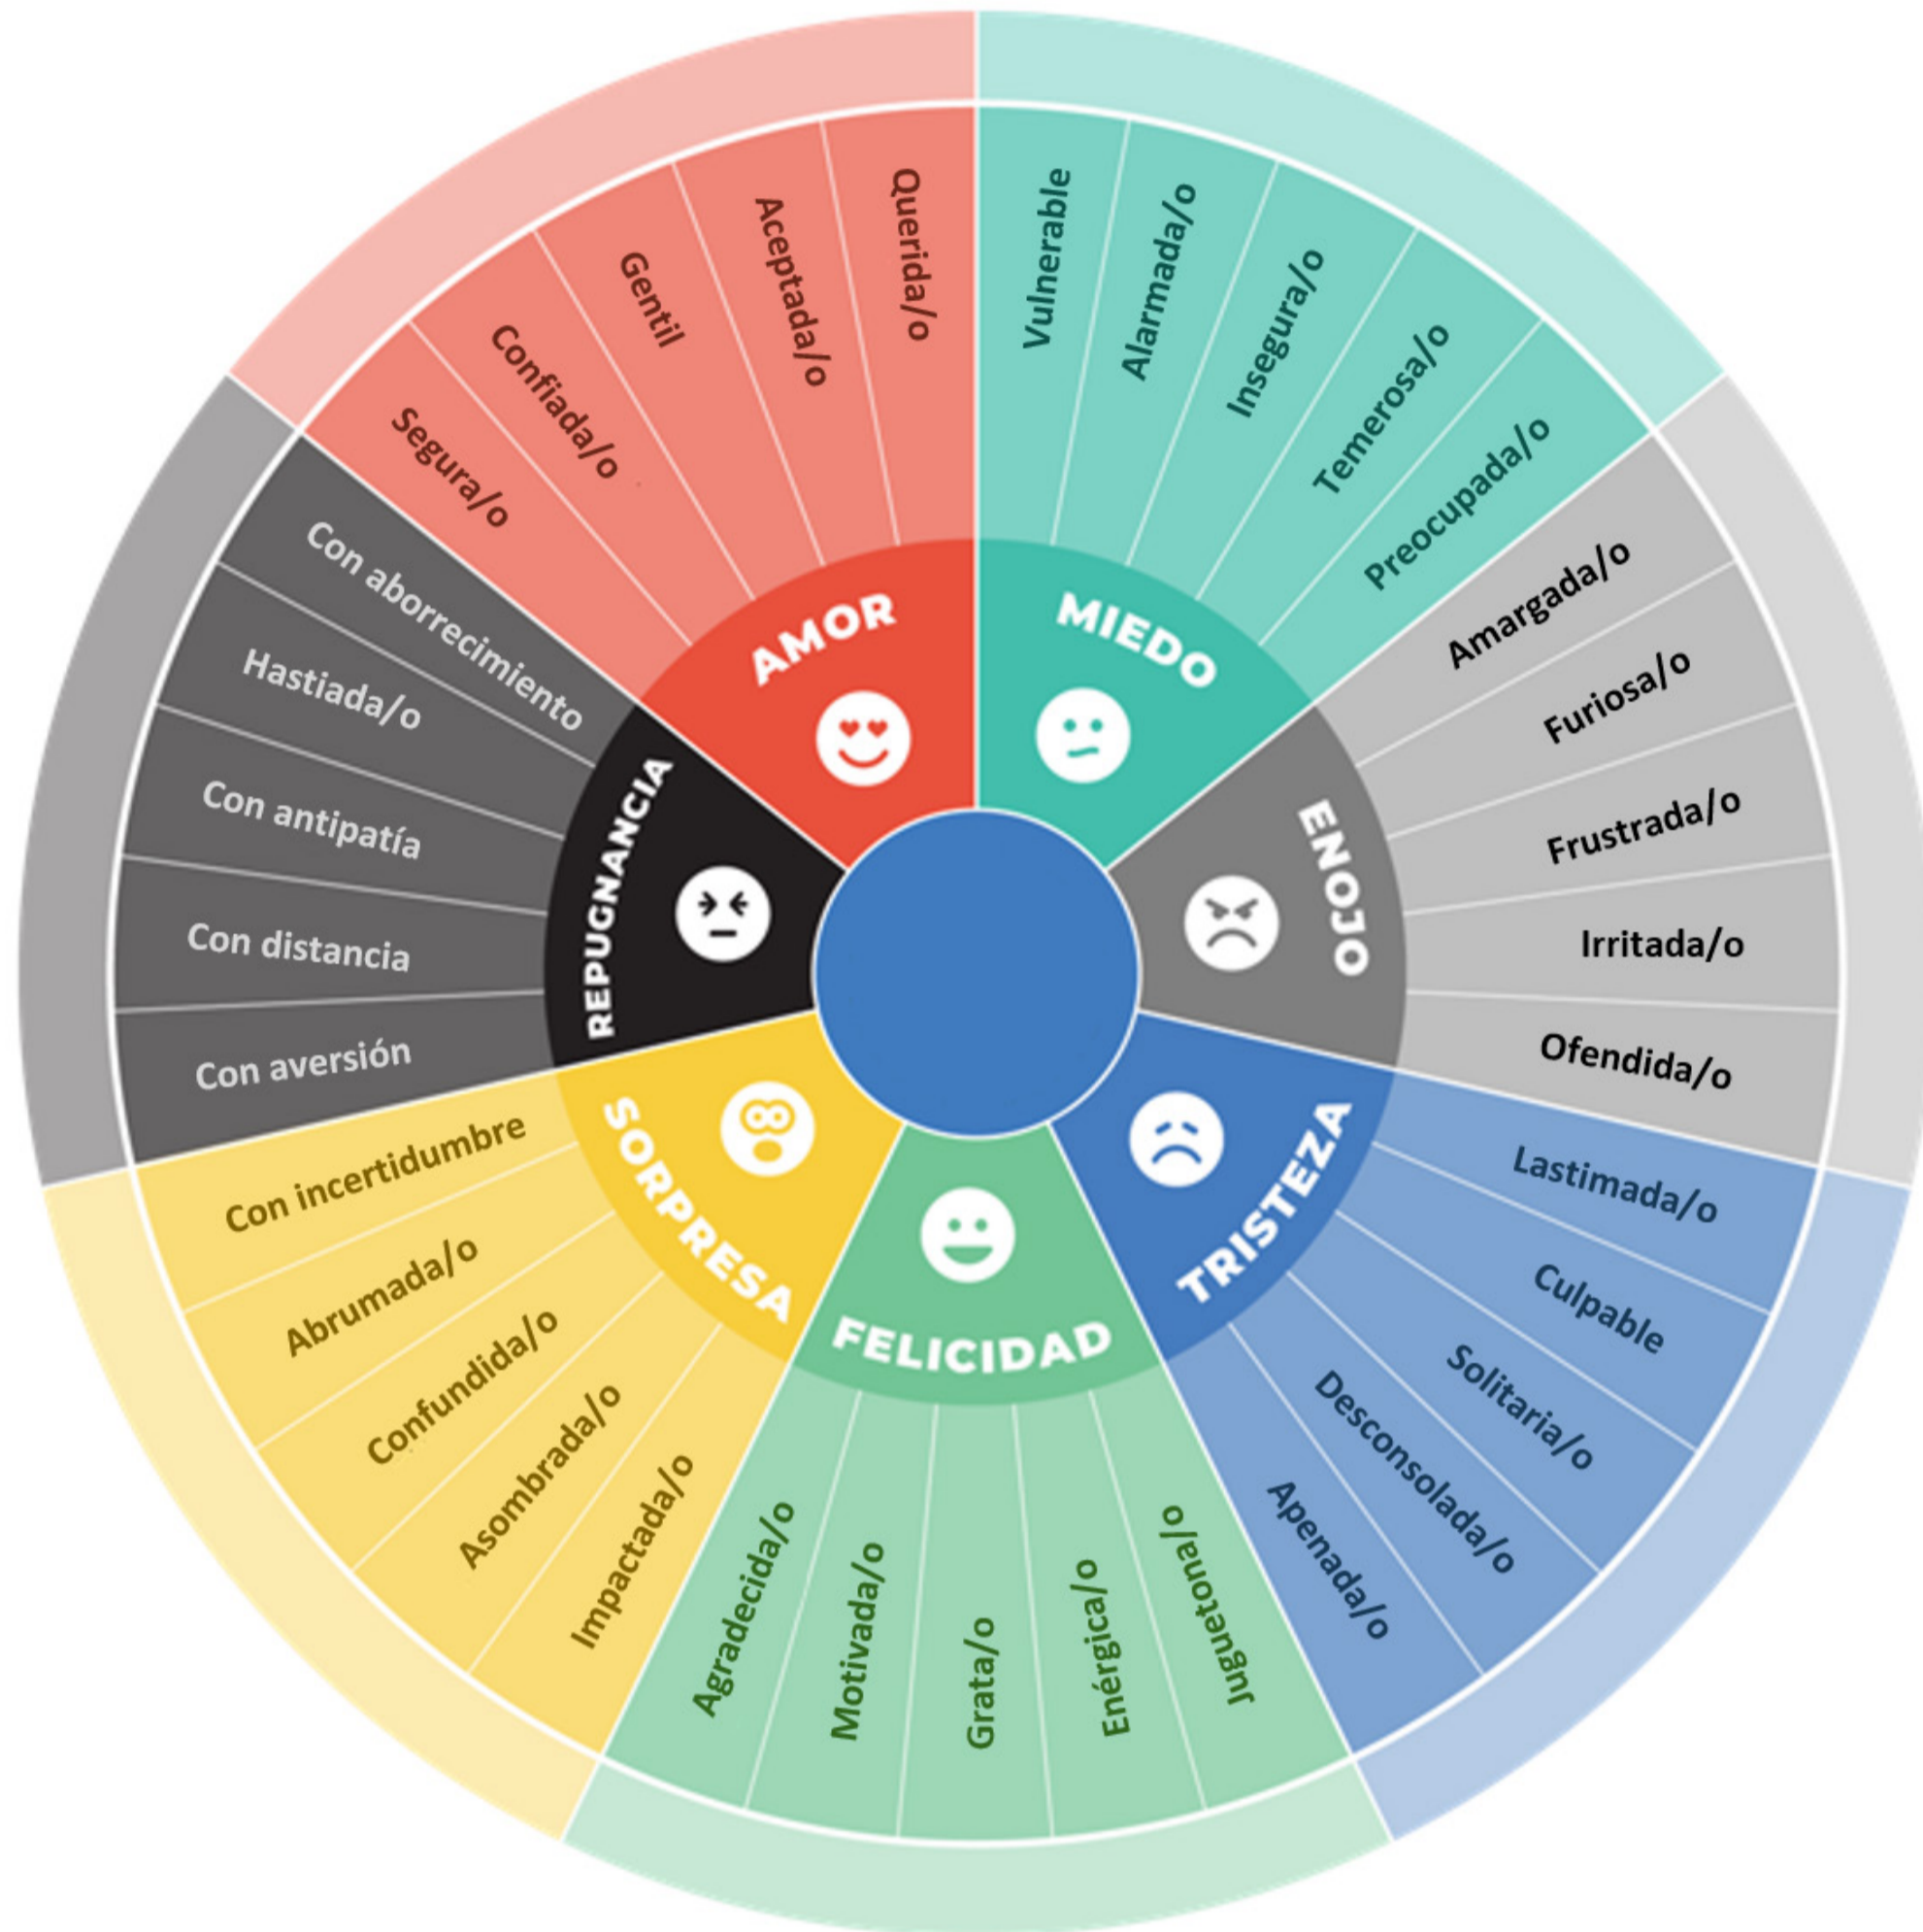 AMOR
Querida/o
Aceptada/o
Gentil
Confiada/o
Segura/o
MIEDO
Vulnerable
Alarmada/o
Insegura/o
Temerosa/o
Preocupada/o
ENOJO
Amargada/o
Furiosa/o
Frustrada/o
Irritada/o
Ofendida/o
TRISTEZA
Lastimada/o
Culpable
Solitaria/o
Desconsolada/o
Apenada/o
FELICIDAD
Juguetona/o
Enérgica/o
Grata/o
Motivada/o
Agradecida/o
SORPRESA
Impactada/o
Asombrada/o
Confundida/o
Abrumada/o
Con incertidumbre
REPUGNANCIA
Con aversión
Con distancia
Con antipatía
Hastiada/o
Con aborrecimiento